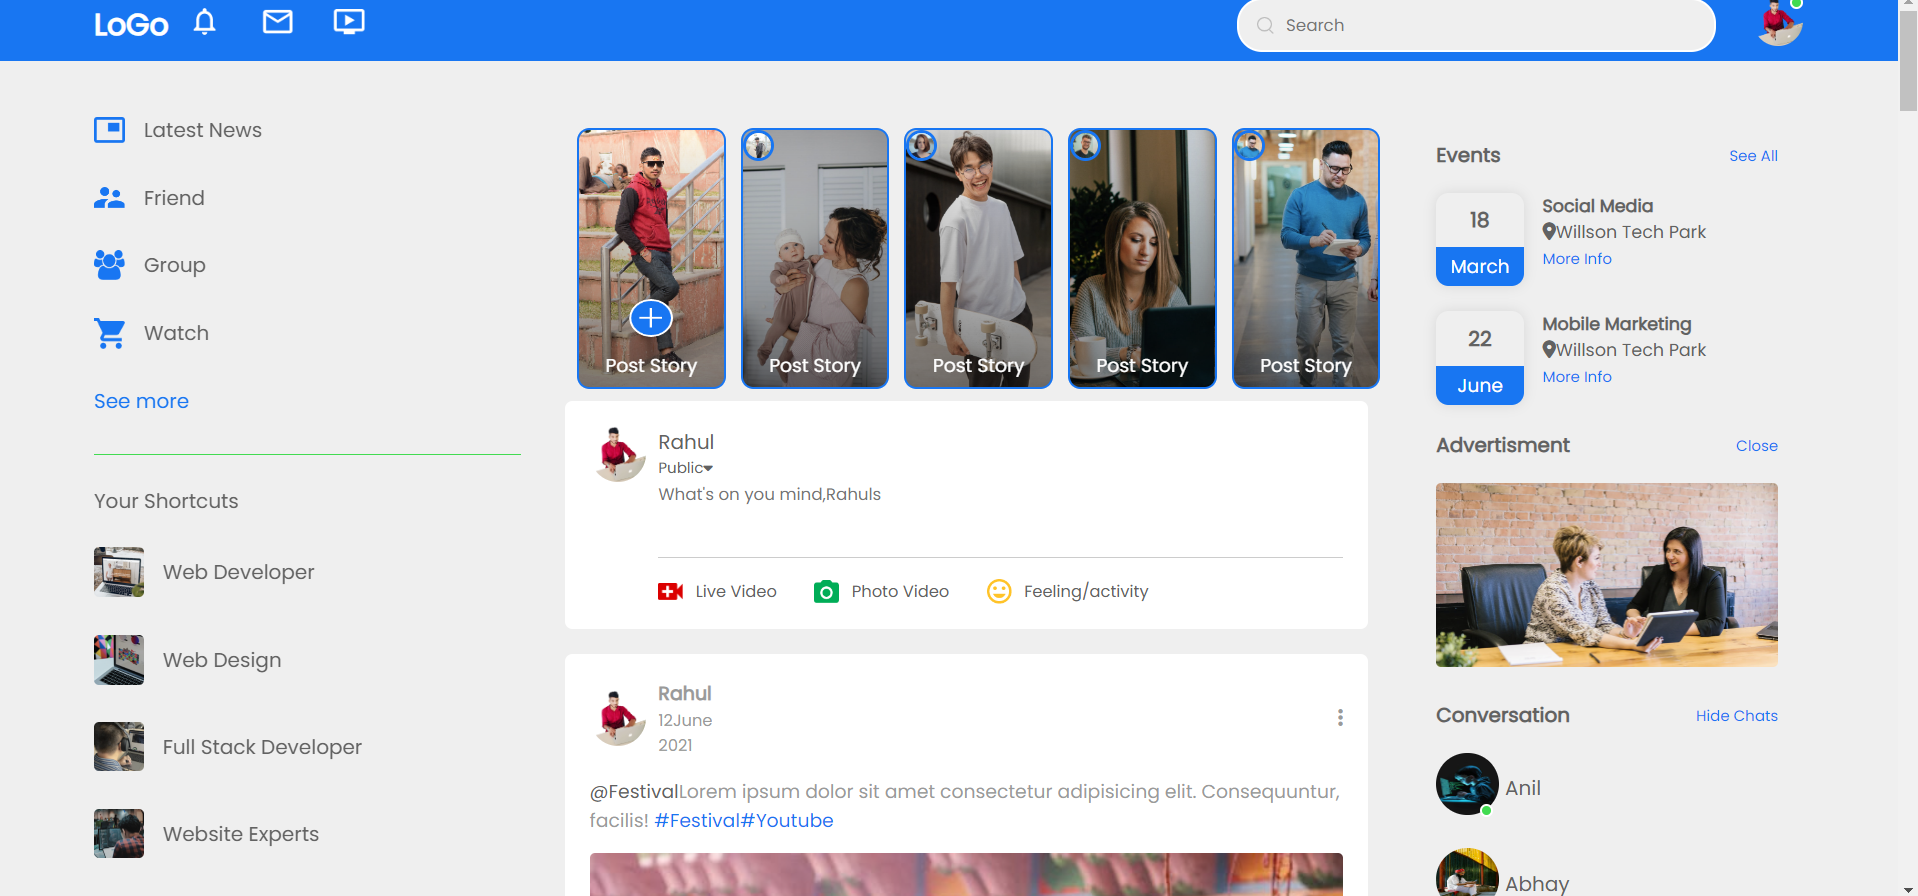 LoGo
Search
Latest News
Friend
Group
Watch
See more
Your Shortcuts
Web Developer
Web Design
Full Stack Developer
Website Experts
Post Story
Post Story
Post Story
Post Story
Post Story
Rahul
Public
What's on you mind,Rahuls
Live Video
Photo Video
Feeling/activity
Rahul
12June
2021
@FestivalLorem ipsum dolor sit amet consectetur adipisicing elit. Consequuntur,
facilis! #Festival#Youtube
Events
See All
18
March
Social Media
Willson Tech Park
More Info
22
June
Mobile Marketing
Willson Tech Park
More Info
Advertisment
Close
Conversation
Hide Chats
Anil
Abhay